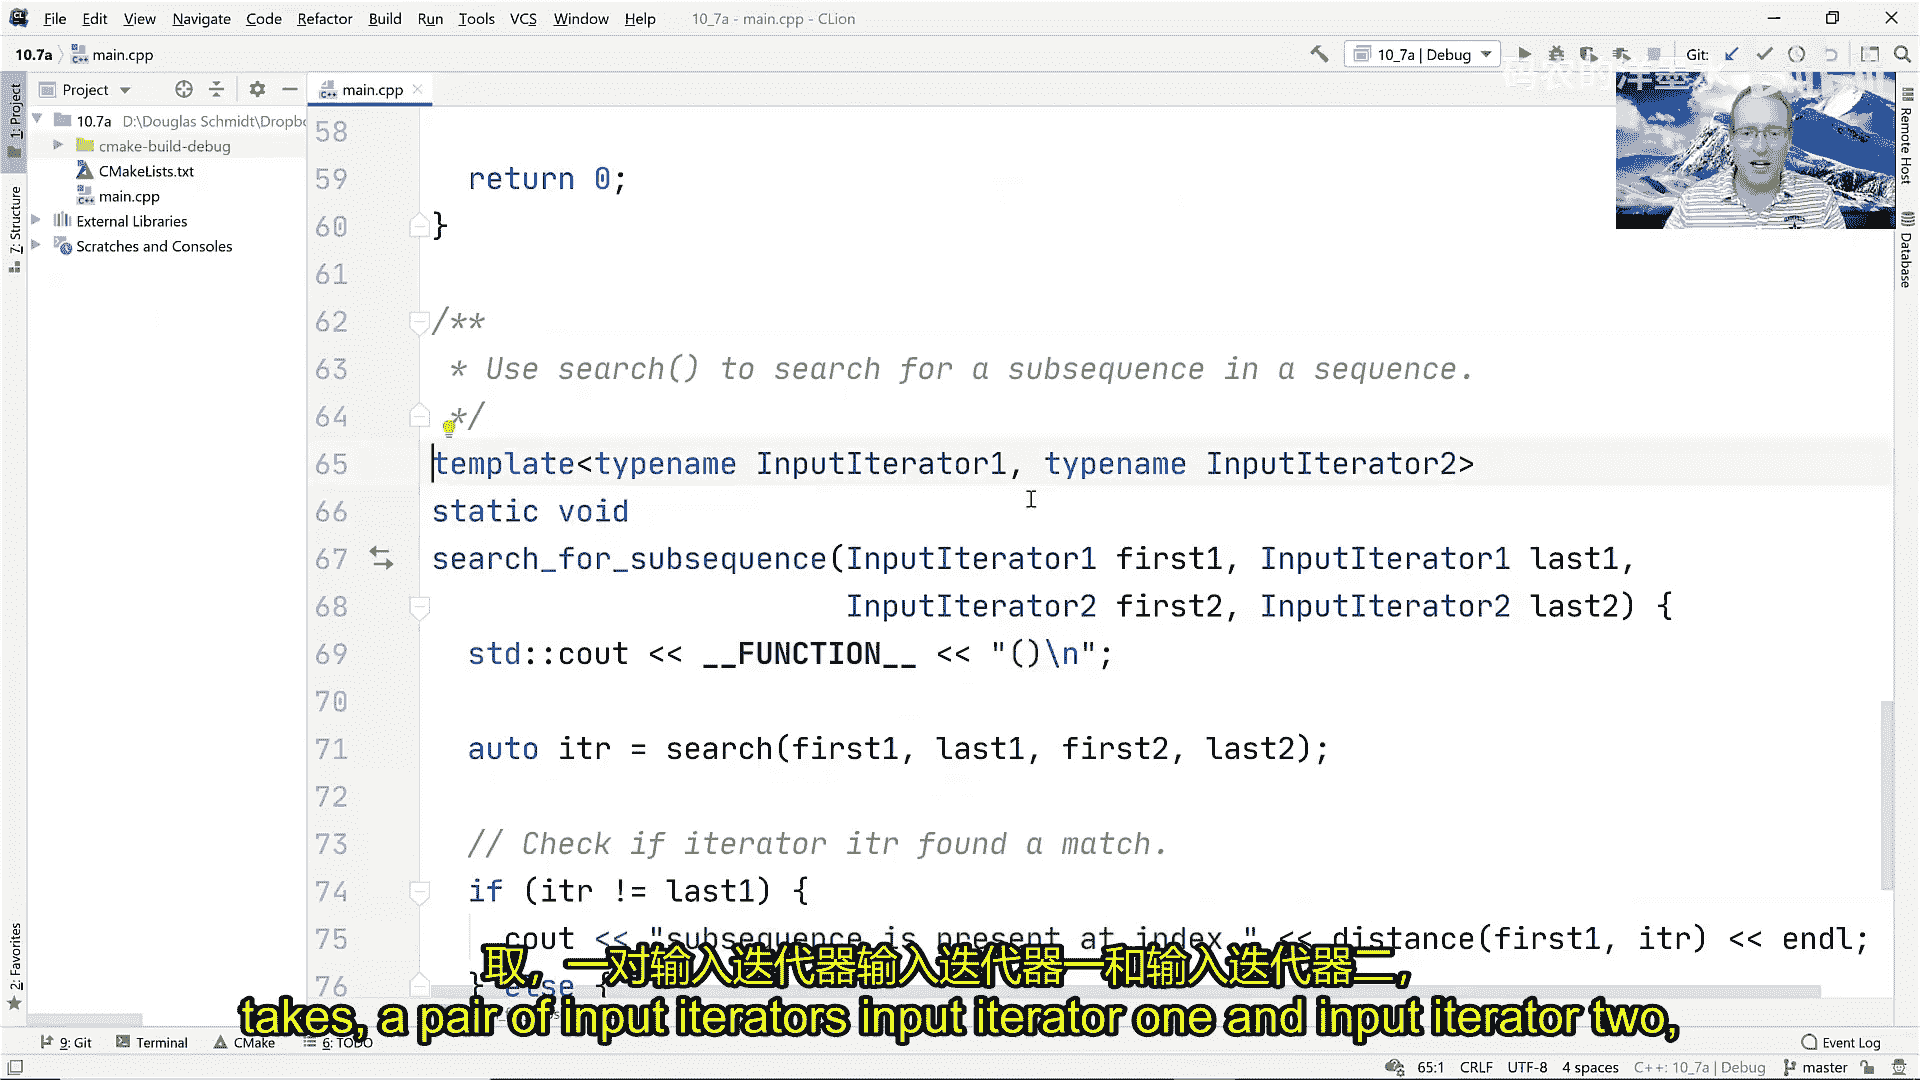 File Edit View Navigate Code Refactor Build Run Tools VCS Window Help 10_7a - main.cpp - CLion
10.7a main.cpp
10_7a | Debug
Git:
Project
main.cpp
1: Project
7: Structure
2: Favorites
Remote Host
Database
10.7a D:\Douglas Schmidt\Dropbo
cmake-build-debug
CMakeLists.txt
main.cpp
External Libraries
Scratches and Consoles
58
59 return 0;
60 }
61
62 /**
63 * Use search() to search for a subsequence in a sequence.
64 */
65 template<typename InputIterator1, typename InputIterator2>
66 static void
67 search_for_subsequence(InputIterator1 first1, InputIterator1 last1,
68 InputIterator2 first2, InputIterator2 last2) {
69 std::cout << __FUNCTION__ << "()\n";
70
71 auto itr = search(first1, last1, first2, last2);
72
73 // Check if iterator itr found a match.
74 if (itr != last1) {
75 cout << "subsequence is present at index " << distance(first1, itr) << endl;
76 } else {
取，一对输入迭代器输入迭代器一和输入迭代器二，
takes, a pair of input iterators input iterator one and input iterator two,
9: Git Terminal CMake 6: TODO Event Log
65:1 CRLF UTF-8 4 spaces C++: 10_7a | Debug master